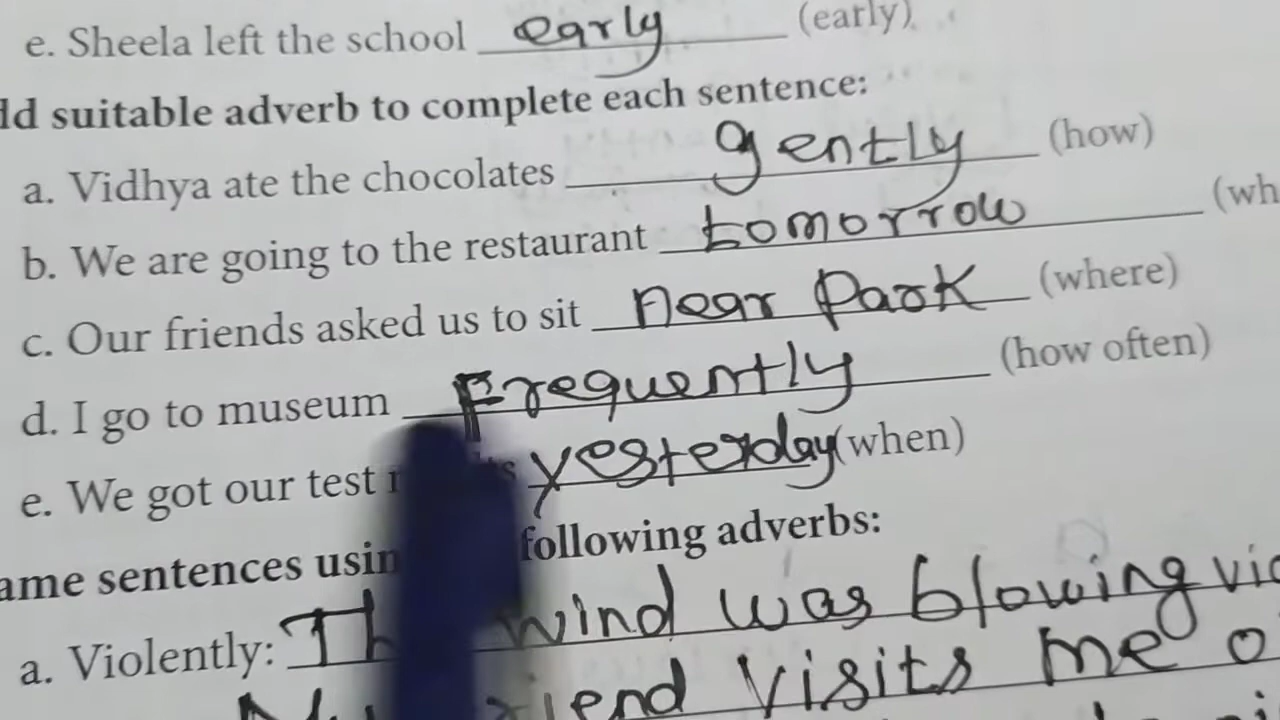 e. Sheela left the school early (early)
dd suitable adverb to complete each sentence:
a. Vidhya ate the chocolates gently (how)
b. We are going to the restaurant tomorrow (wh
c. Our friends asked us to sit near park (where)
d. I go to museum Frequently (how often)
e. We got our test yesterday (when)
ame sentences usin following adverbs:
a. Violently: Th wind was blowing vio
visits me o